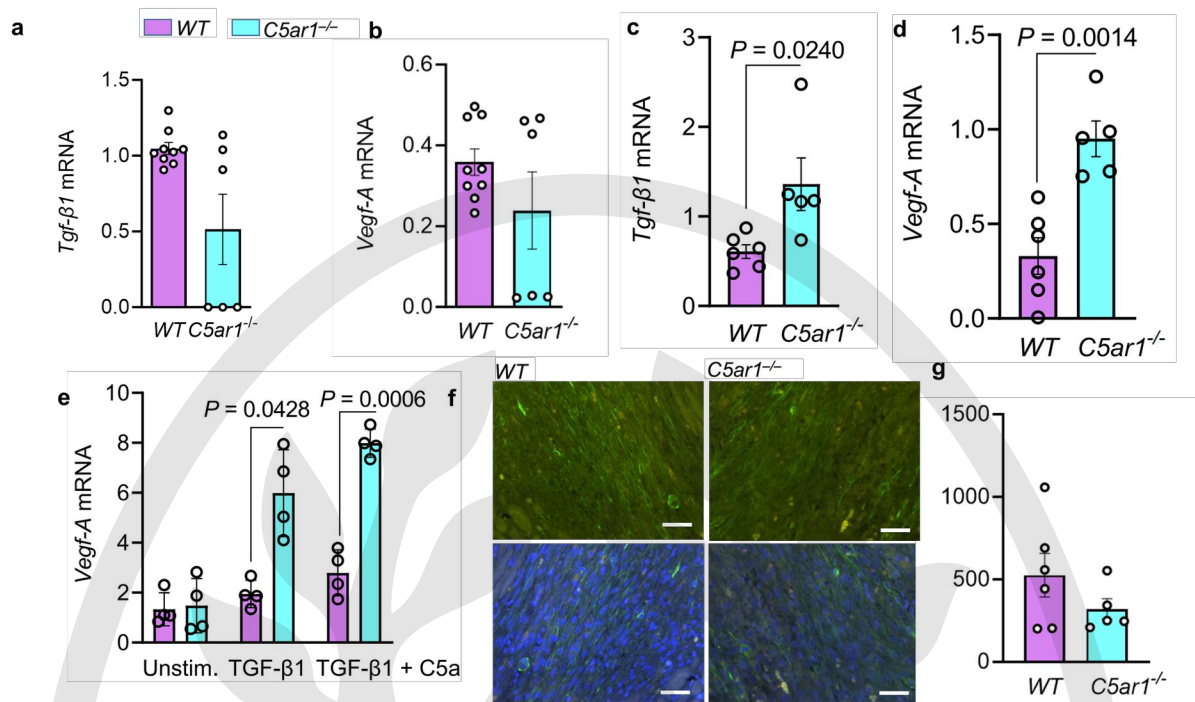 a
WT
C5ar1–/–
b
c
d
1.5
1.0
0.5
0.0
Tgf-β1 mRNA
WT C5ar1-/-
0.6
0.4
0.2
0.0
Vegf-A mRNA
WT C5ar1-/-
3
2
1
0
Tgf-β1 mRNA
P = 0.0240
WT C5ar1-/-
1.5
1.0
0.5
0.0
Vegf-A mRNA
P = 0.0014
WT C5ar1-/-
e
10
8
6
4
2
0
Vegf-A mRNA
P = 0.0428
P = 0.0006
Unstim. TGF-β1 TGF-β1 + C5a
f
WT
C5ar1–/–
g
1500
1000
500
0
WT C5ar1-/-